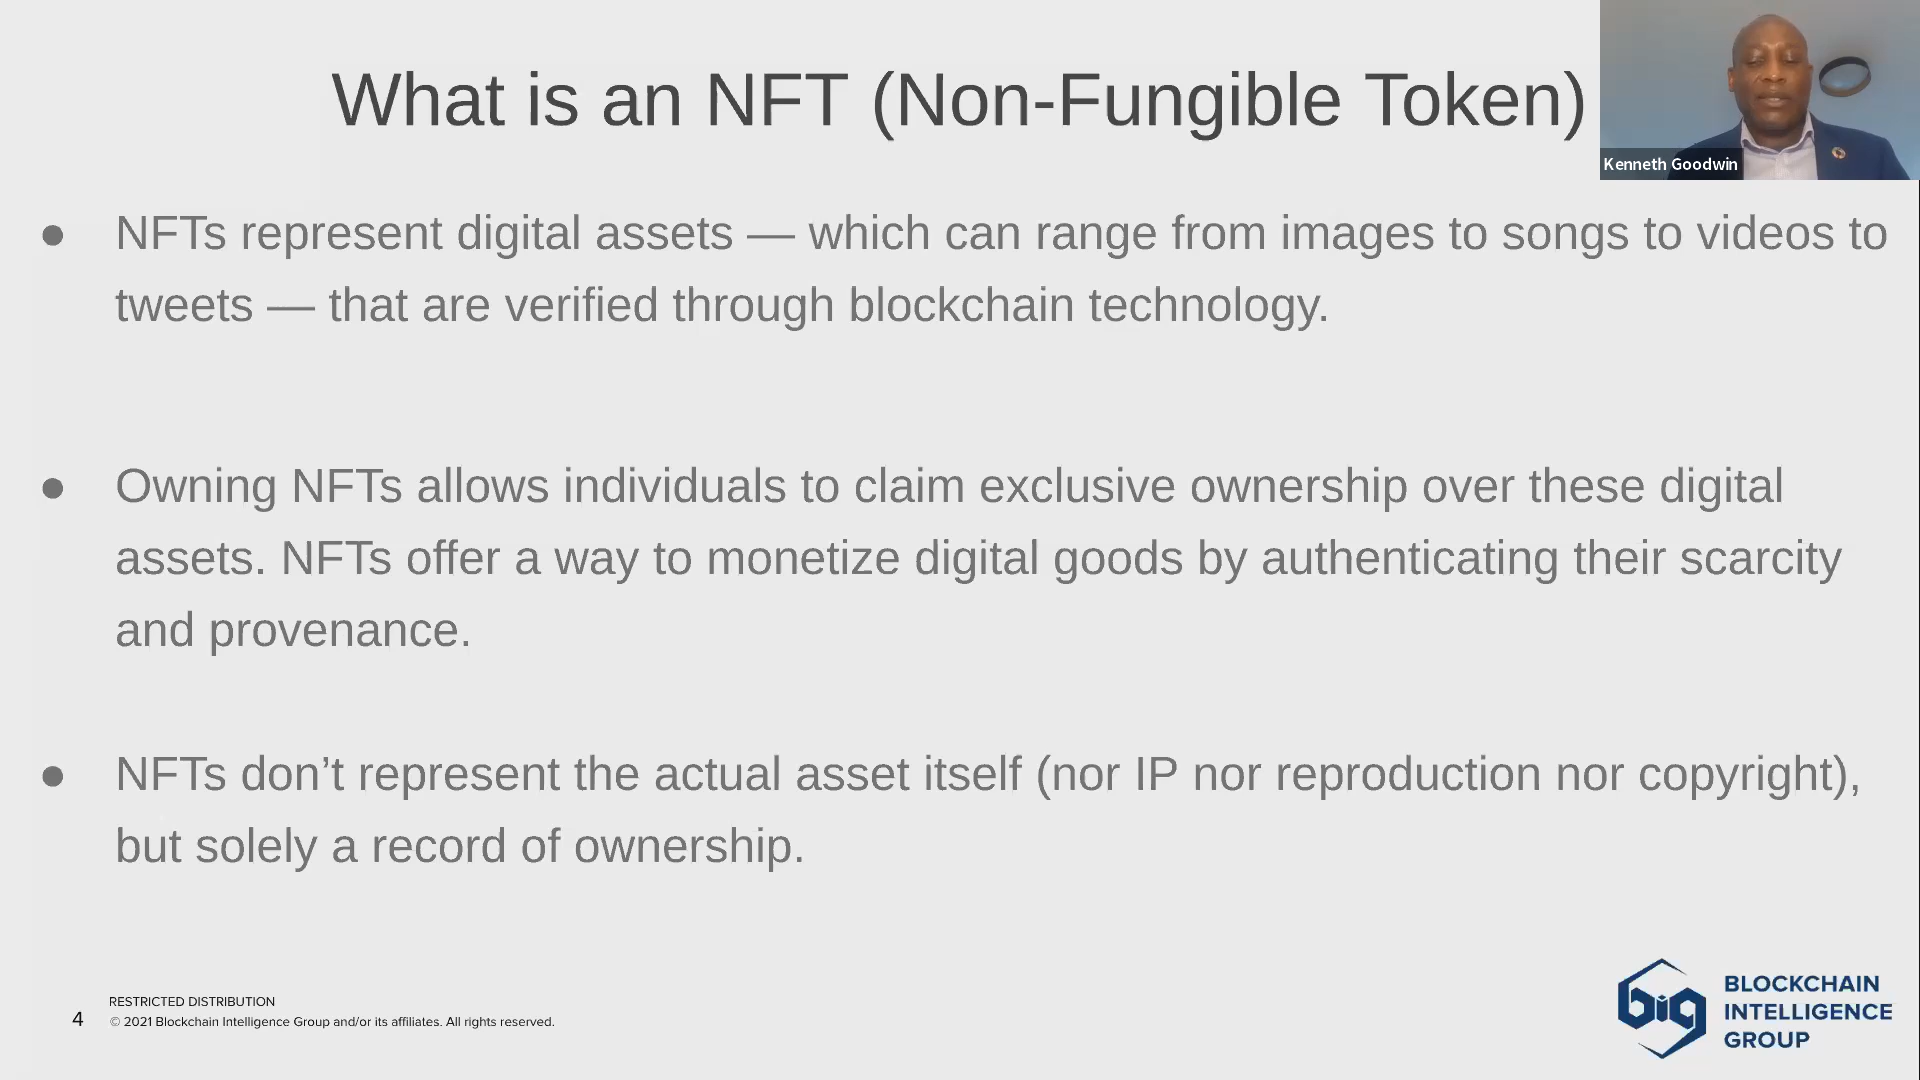 What is an NFT (Non-Fungible Token)
Kenneth Goodwin
● NFTs represent digital assets — which can range from images to songs to videos to
tweets — that are verified through blockchain technology.
● Owning NFTs allows individuals to claim exclusive ownership over these digital
assets. NFTs offer a way to monetize digital goods by authenticating their scarcity
and provenance.
● NFTs don’t represent the actual asset itself (nor IP nor reproduction nor copyright),
but solely a record of ownership.
4
RESTRICTED DISTRIBUTION
© 2021 Blockchain Intelligence Group and/or its affiliates. All rights reserved.
big
BLOCKCHAIN
INTELLIGENCE
GROUP